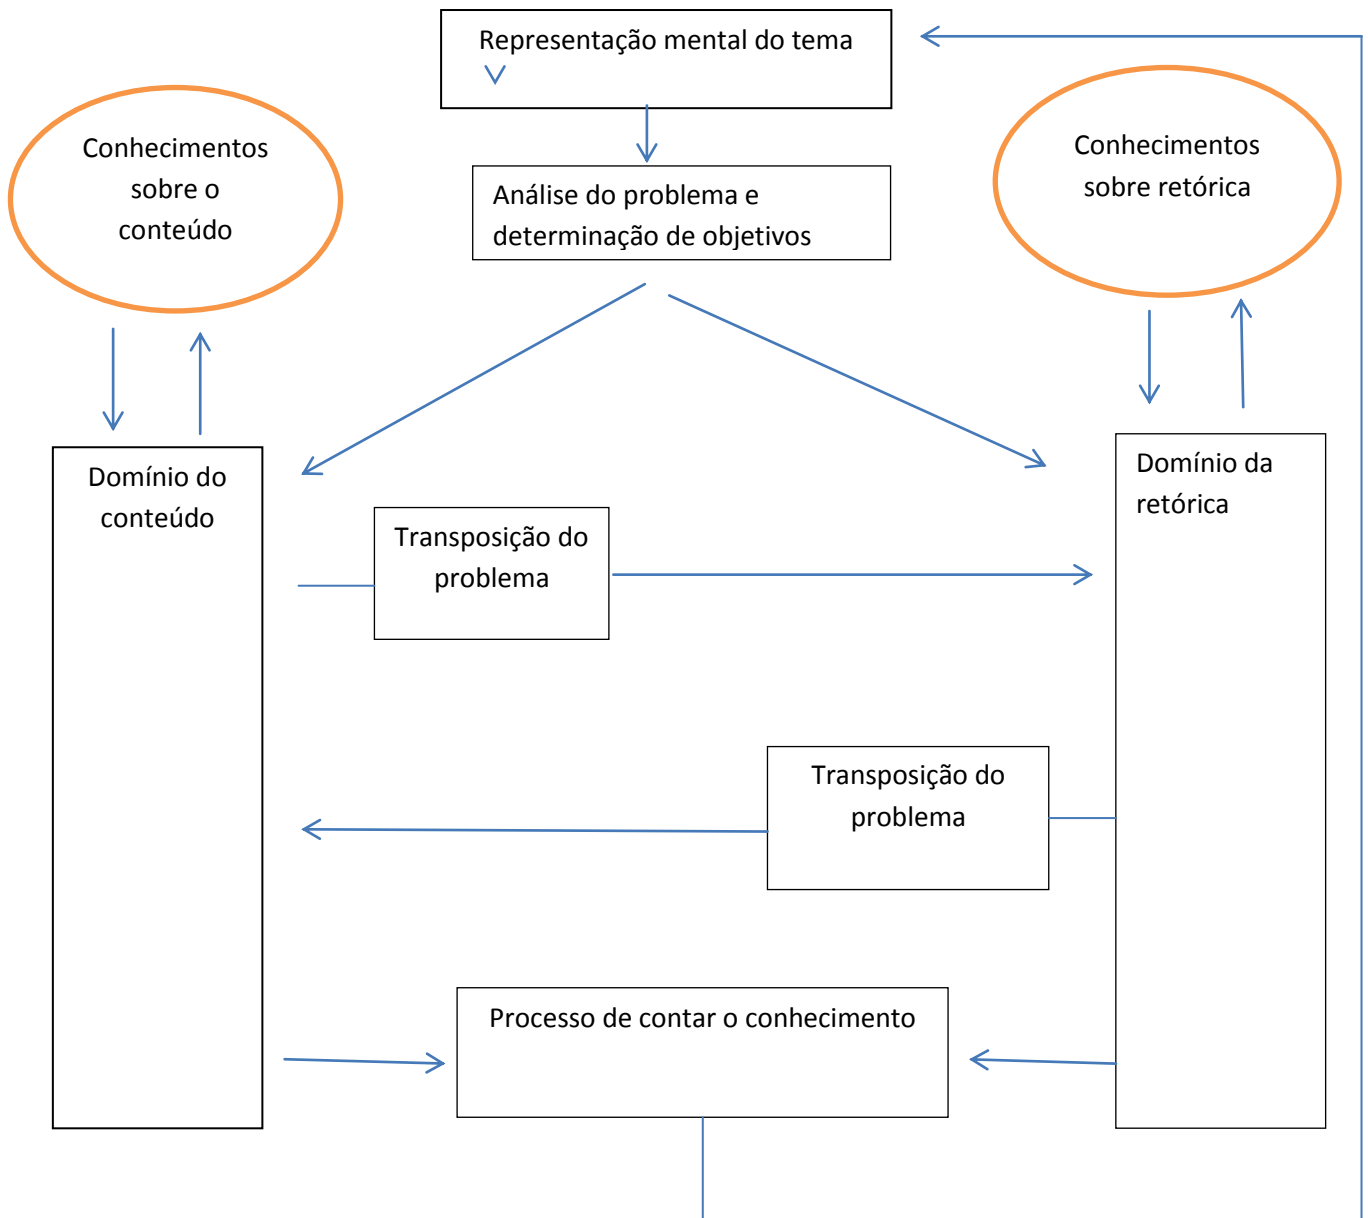 Representação mental do tema
Conhecimentos
sobre o
conteúdo
Conhecimentos
sobre retórica
Análise do problema e
determinação de objetivos
Domínio do
conteúdo
Domínio da
retórica
Transposição do
problema
Transposição do
problema
Processo de contar o conhecimento